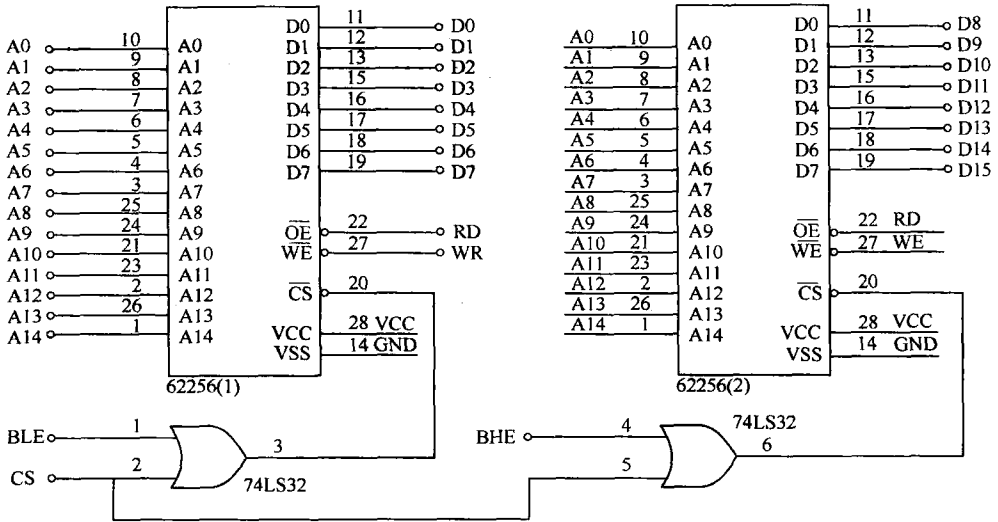 A0 10 A0 D0 11 D0
A1 9 A1 D1 12 D1
A2 8 A2 D2 13 D2
A3 7 A3 D3 15 D3
A4 6 A4 D4 16 D4
A5 5 A5 D5 17 D5
A6 4 A6 D6 18 D6
A7 3 A7 D7 19 D7
A8 25 A8
A9 24 A9 OE 22 RD
A10 21 A10 WE 27 WR
A11 23 A11
A12 2 A12 CS 20
A13 26 A13
A14 1 A14 VCC 28 VCC
VSS 14 GND
62256(1)
A0 10 A0 D0 11 D8
A1 9 A1 D1 12 D9
A2 8 A2 D2 13 D10
A3 7 A3 D3 15 D11
A4 6 A4 D4 16 D12
A5 5 A5 D5 17 D13
A6 4 A6 D6 18 D14
A7 3 A7 D7 19 D15
A8 25 A8
A9 24 A9 OE 22 RD
A10 21 A10 WE 27 WE
A11 23 A11
A12 2 A12 CS 20
A13 26 A13
A14 1 A14 VCC 28 VCC
VSS 14 GND
62256(2)
BLE 1 3
CS 2
74LS32
BHE 4 6
5
74LS32